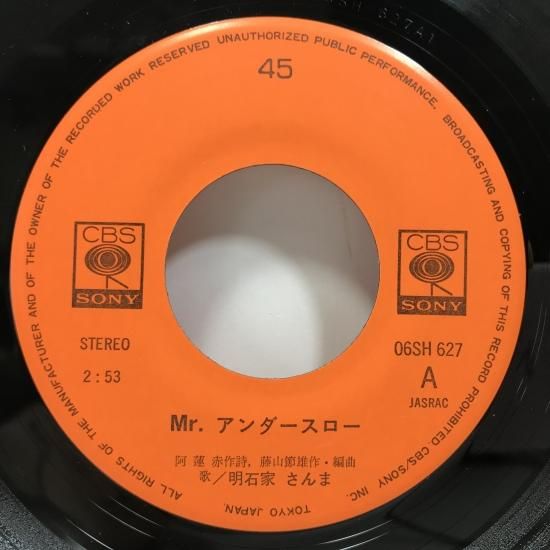 ALL RIGHTS OF THE MANUFACTURER AND OF THE OWNER OF THE RECORDED WORK RESERVED UNAUTHORIZED PUBLIC PERFORMANCE, BROADCASTING AND COPYING OF THIS RECORD PROHIBITED. CBS/SONY INC.
TOKYO JAPAN.
45
CBS
SONY
CBS
SONY
STEREO
2:53
06SH 627
A
JASRAC
Mr. アンダースロー
阿蓮 赤作詩, 藤山節雄作・編曲
歌/明石家 さんま